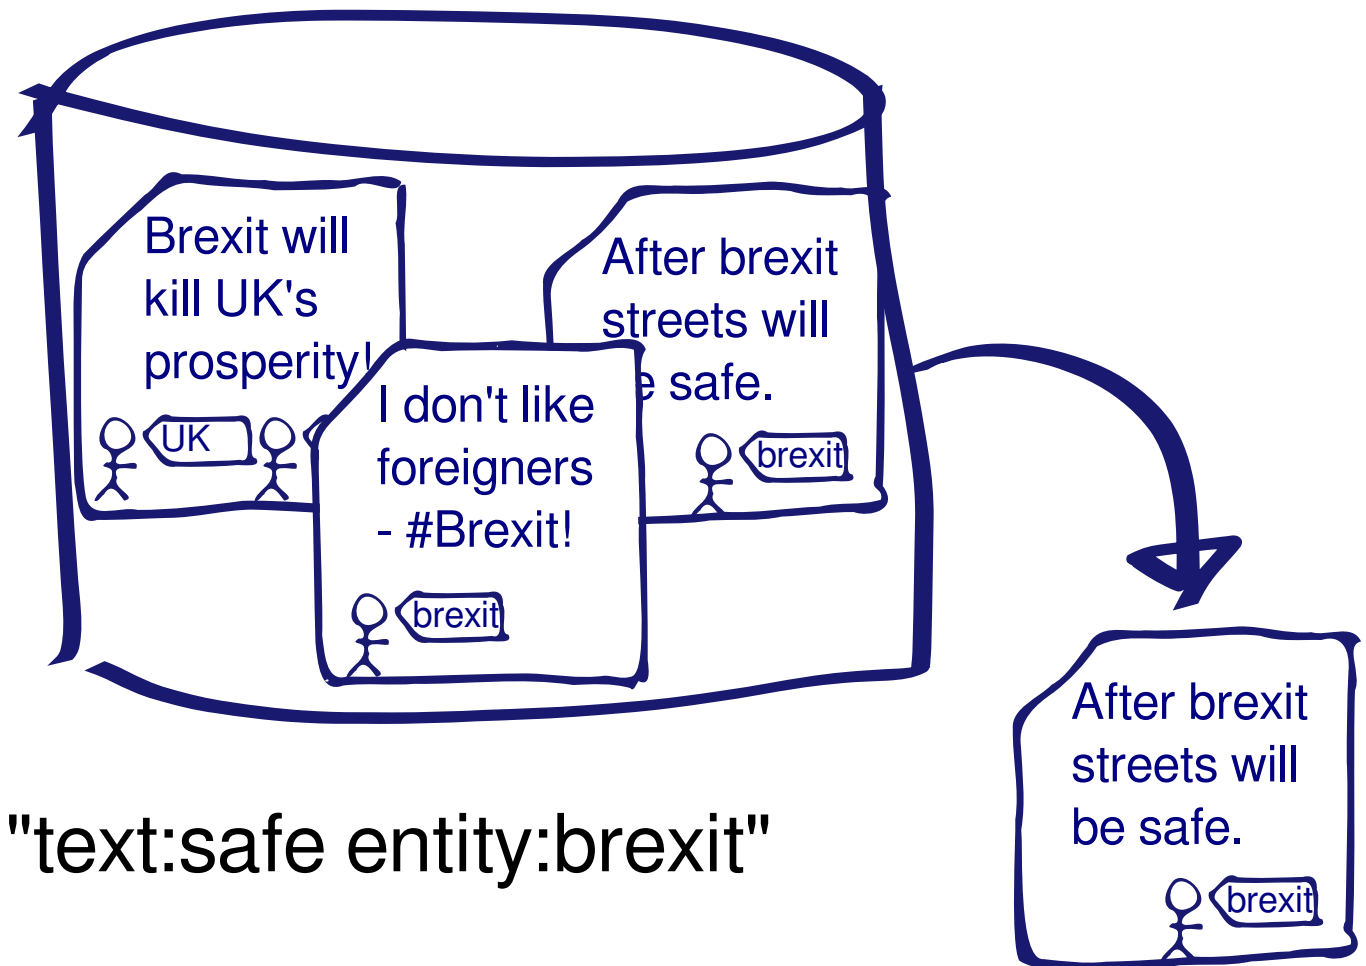 Brexit will
kill UK's
prosperity!
UK
After brexit
streets will
e safe.
brexit
I don't like
foreigners
- #Brexit!
brexit
"text:safe entity:brexit"
After brexit
streets will
be safe.
brexit